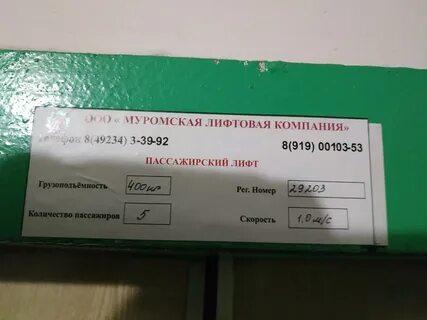 ООО « МУРОМСКАЯ ЛИФТОВАЯ КОМПАНИЯ»
телефон 8(49234) 3-39-92 8(919) 00103-53
ПАССАЖИРСКИЙ ЛИФТ
Грузоподъёмность 400кг Рег. Номер 29203
Количество пассажиров 5 Скорость 1,0 м/с